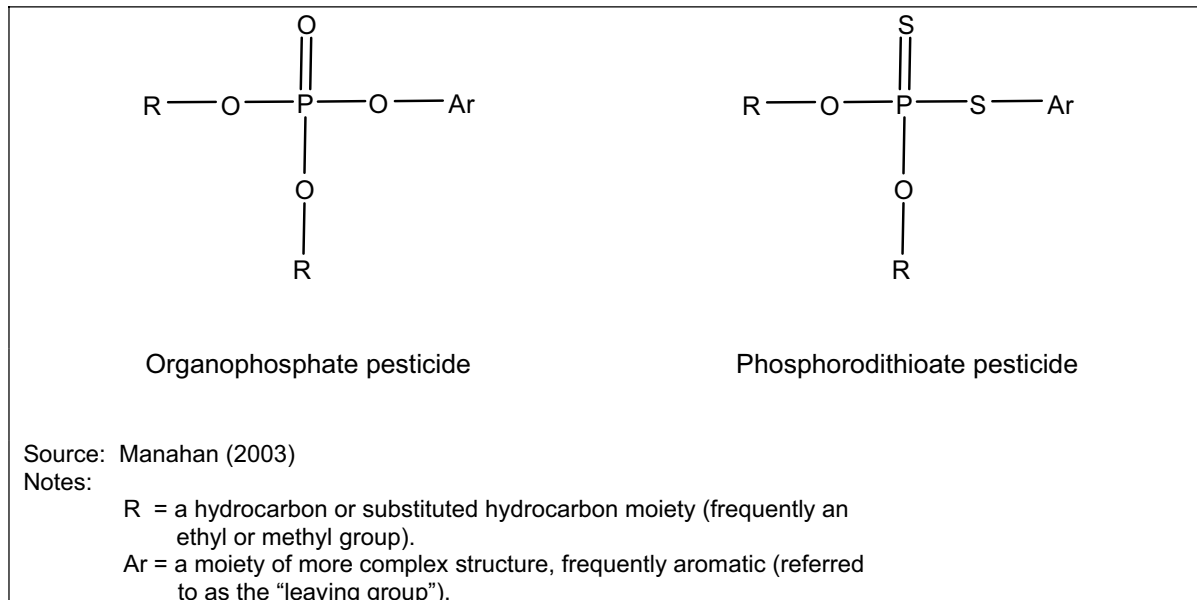 O
R O P O Ar
O
R
Organophosphate pesticide
S
R O P S Ar
O
R
Phosphorodithioate pesticide
Source: Manahan (2003)
Notes:
R = a hydrocarbon or substituted hydrocarbon moiety (frequently an
ethyl or methyl group).
Ar = a moiety of more complex structure, frequently aromatic (referred
to as the “leaving group”).